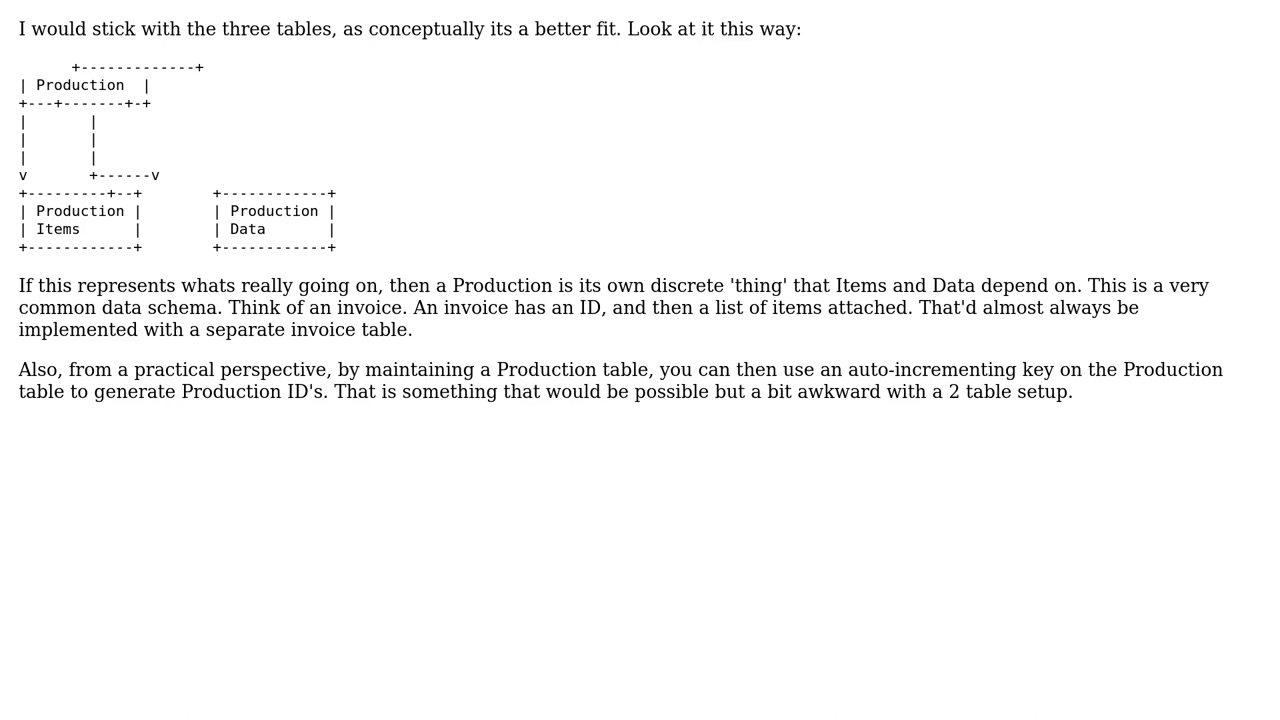 I would stick with the three tables, as conceptually its a better fit. Look at it this way:
      +-------------+
| Production  |
+---+-------+-+
|       |
|       |
|       |
v       +------v
+---------+--+        +------------+
| Production |        | Production |
| Items      |        | Data       |
+------------+        +------------+
If this represents whats really going on, then a Production is its own discrete 'thing' that Items and Data depend on. This is a very
common data schema. Think of an invoice. An invoice has an ID, and then a list of items attached. That'd almost always be
implemented with a separate invoice table.
Also, from a practical perspective, by maintaining a Production table, you can then use an auto-incrementing key on the Production
table to generate Production ID's. That is something that would be possible but a bit awkward with a 2 table setup.